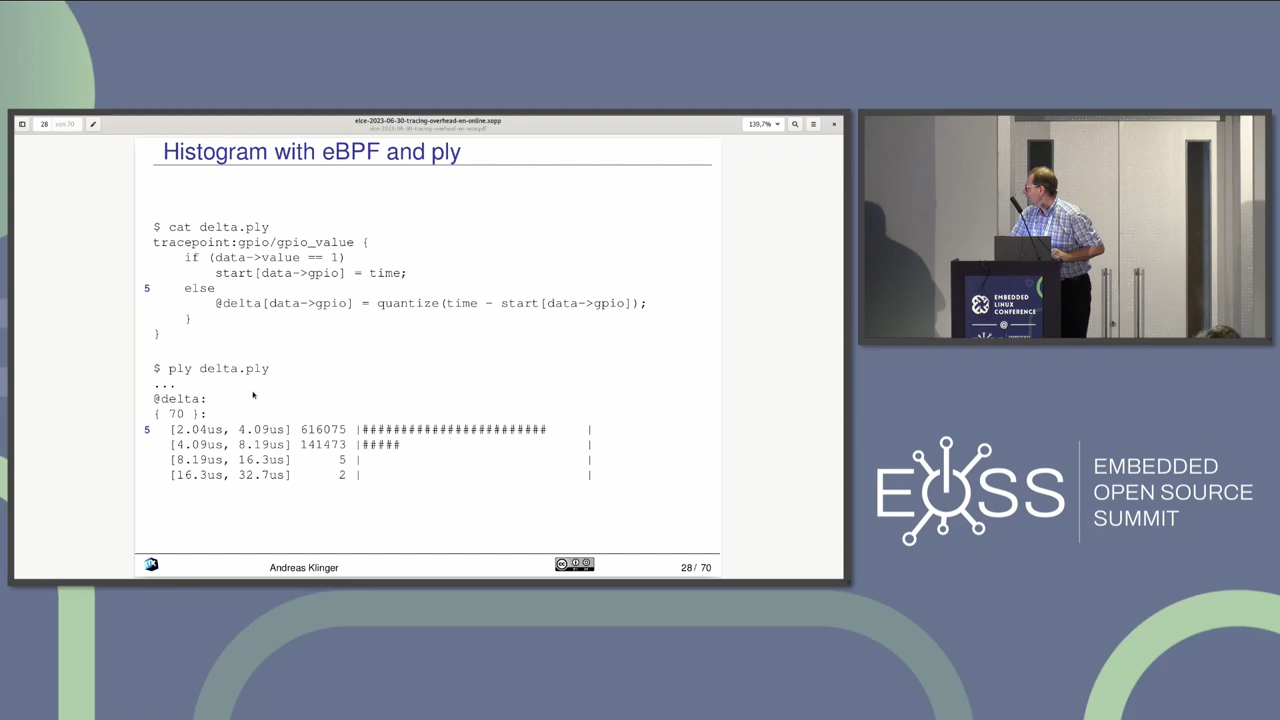 eice-2023-06-30-tracing-overhead-en-online.xopp
28 von 70
139,7%
Histogram with eBPF and ply
$ cat delta.ply
tracepoint:gpio/gpio_value {
if (data->value == 1)
start[data->gpio] = time;
5 else
@delta[data->gpio] = quantize(time - start[data->gpio]);
}
}
$ ply delta.ply
...
@delta:
{ 70 }:
5 [2.04us, 4.09us] 616075 |######################## |
[4.09us, 8.19us] 141473 |##### |
[8.19us, 16.3us] 5 | |
[16.3us, 32.7us] 2 | |
Andreas Klinger
cc
28 / 70
EMBEDDED
LINUX
CONFERENCE
@
EOSS
EMBEDDED
OPEN SOURCE
SUMMIT